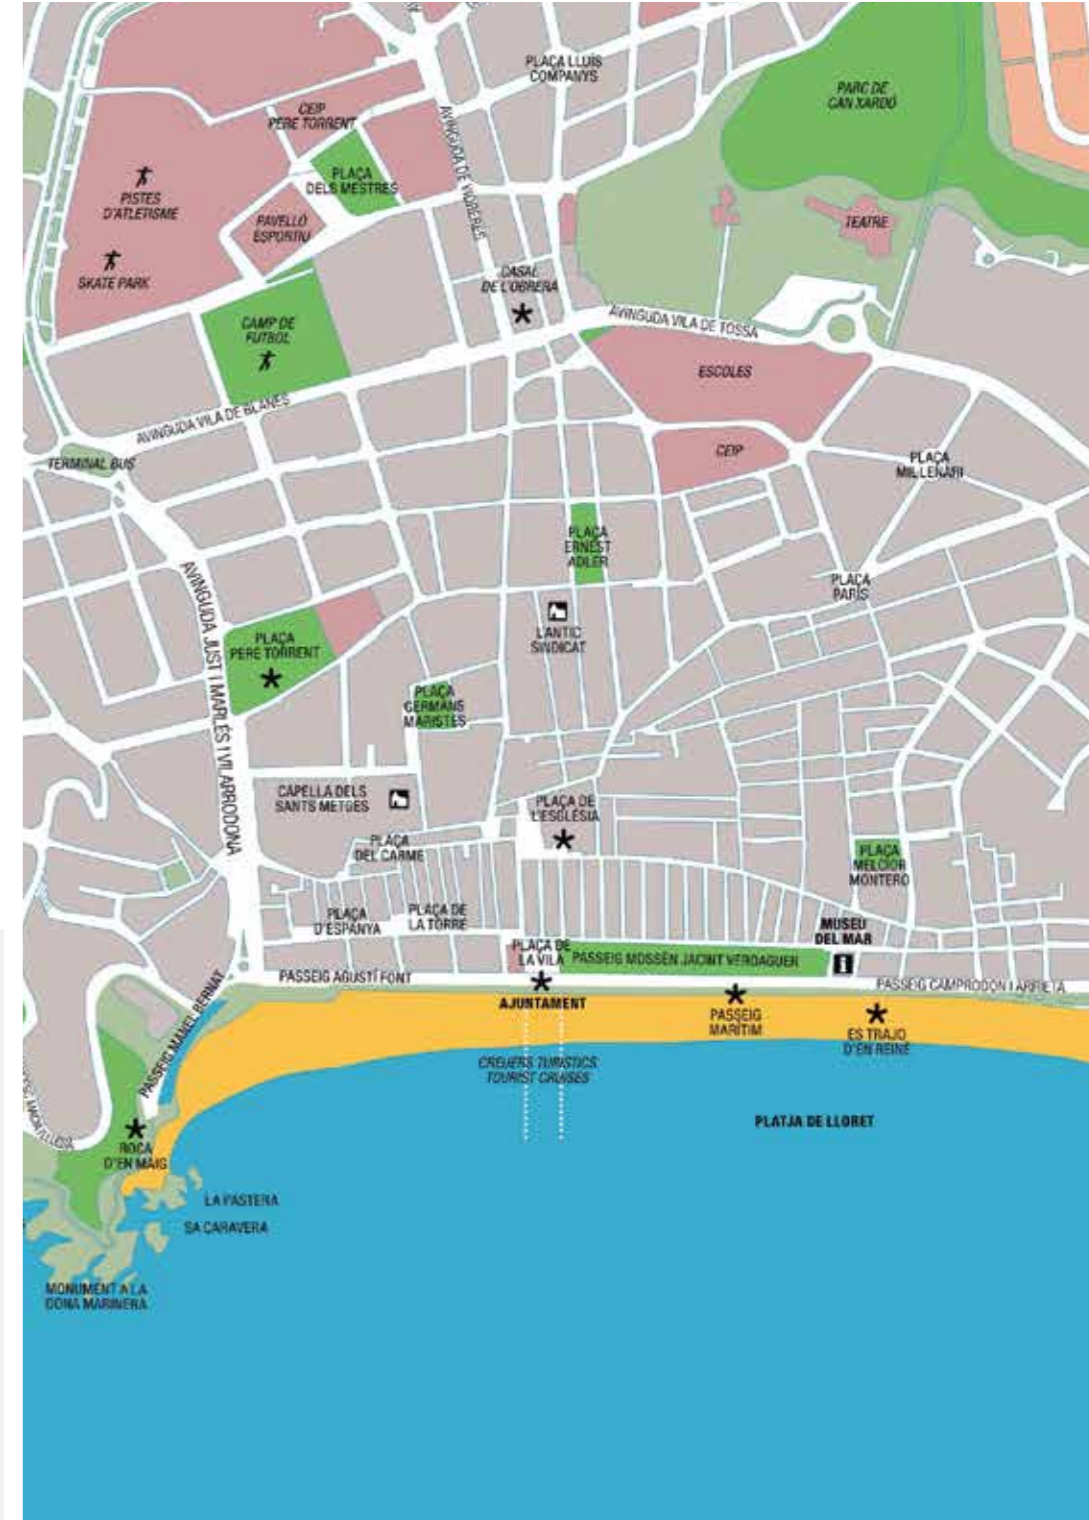 PLAÇA LLUÍS
COMPANYS
PARC DE
CAN XARDÓ
CEIP
PERE TORRENT
AVINGUDA DE VIDRERES
PLAÇA
DELS MESTRES
PISTES
D'ATLETISME
PAVELLÓ
ESPORTIU
TEATRE
SKATE PARK
CASAL
DE L'OBRERA
CAMP DE
FUTBOL
AVINGUDA VILA DE TOSSA
ESCOLES
AVINGUDA VILA DE BLANES
TERMINAL BUS
CEIP
PLAÇA
MIL·LENARI
PLAÇA
ERNEST
ADLER
PLAÇA
PARÍS
AVINGUDA JUST I MARLÉS I VILARRODONA
L'ANTIC
SINDICAT
PLAÇA
PERE TORRENT
PLAÇA
GERMANS
MARISTES
CAPELLA DELS
SANTS METGES
PLAÇA DE
L'ESGLÉSIA
PLAÇA
DEL CARME
PLAÇA
MELCIOR
MONTERO
PLAÇA
D'ESPANYA
PLAÇA DE
LA TORRE
MUSEU
DEL MAR
PLAÇA DE
LA VILA
PASSEIG MOSSÈN JACINT VERDAGUER
i
PASSEIG AGUSTÍ FONT
PASSEIG CAMPRODON I ARRIETA
AJUNTAMENT
PASSEIG
MARÍTIM
ES TRAJO
D'EN REINÉ
PASSEIG MANEL BERNAT
CREUERS TURÍSTICS
TOURIST CRUISES
PLATJA DE LLORET
ROCA
D'EN MAIG
LA PASTERA
SA CARAVERA
MONUMENT A LA
DONA MARINERA